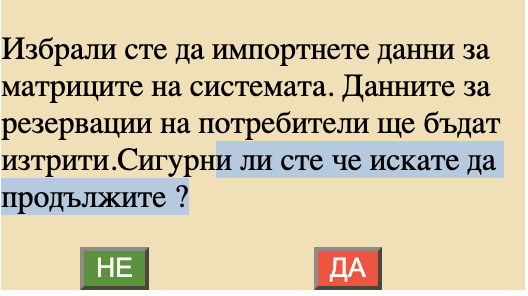 Избрали сте да импортнете данни за
матриците на системата. Данните за
резервации на потребители ще бъдат
изтрити.Сигурни ли сте че искате да
продължите ?
НЕ ДА